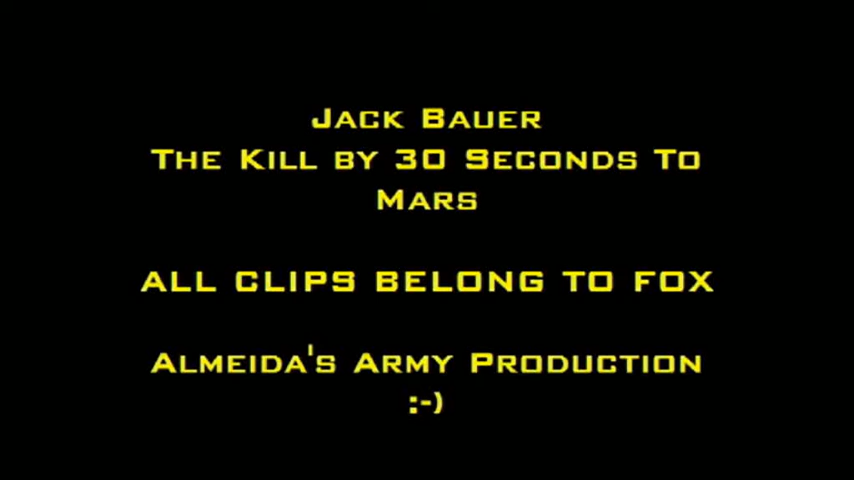 Jack Bauer
The Kill by 30 Seconds To
Mars
ALL CLIPS BELONG TO FOX
Almeida's Army Production
:-)